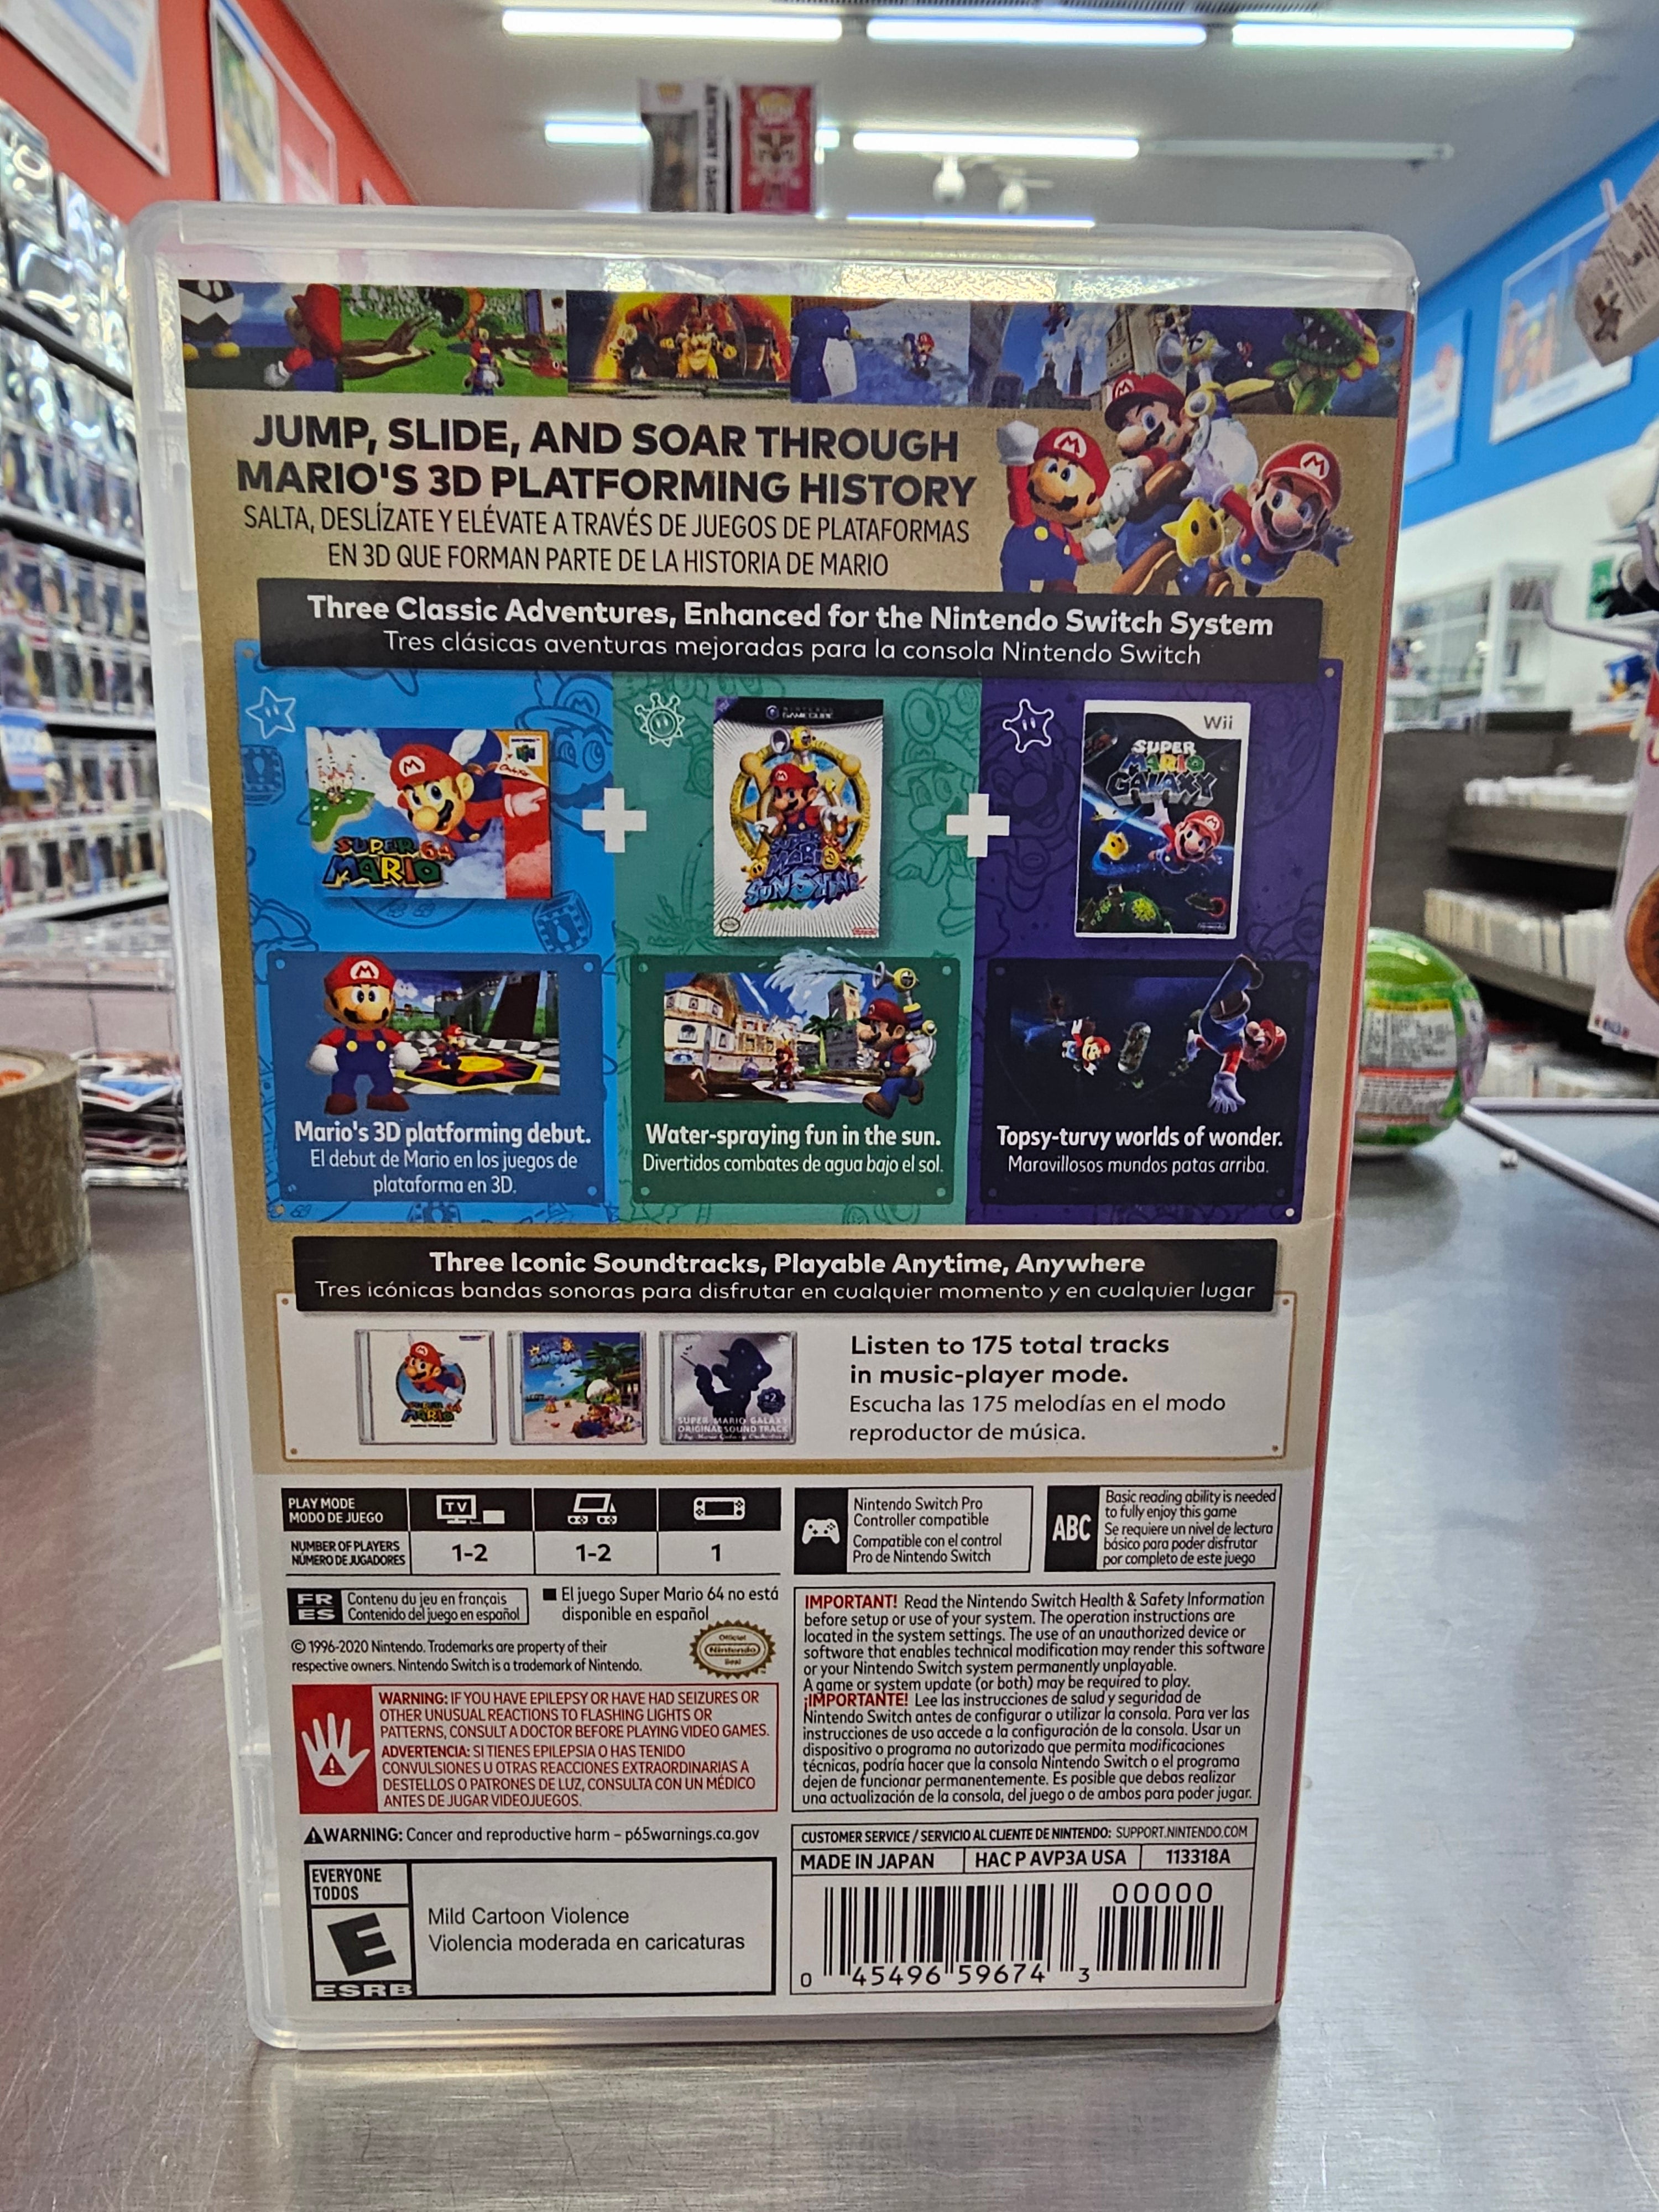 JUMP, SLIDE, AND SOAR THROUGH
MARIO'S 3D PLATFORMING HISTORY
SALTA, DESLÍZATE Y ELÉVATE A TRAVÉS DE JUEGOS DE PLATAFORMAS
EN 3D QUE FORMAN PARTE DE LA HISTORIA DE MARIO
Three Classic Adventures, Enhanced for the Nintendo Switch System
Tres clásicas aventuras mejoradas para la consola Nintendo Switch
SUPER
MARIO 64
NINTENDO
GAMECUBE
SUPER
MARIO
SUNSHINE
Wii
SUPER
MARIO
GALAXY
Mario's 3D platforming debut.
El debut de Mario en los juegos de
plataforma en 3D.
Water-spraying fun in the sun.
Divertidos combates de agua bajo el sol.
Topsy-turvy worlds of wonder.
Maravillosos mundos patas arriba.
Three Iconic Soundtracks, Playable Anytime, Anywhere
Tres icónicas bandas sonoras para disfrutar en cualquier momento y en cualquier lugar
SUPER
MARIO 64
SUPER MARIO GALAXY
ORIGINAL SOUND TRACK
Listen to 175 total tracks
in music-player mode.
Escucha las 175 melodías en el modo
reproductor de música.
PLAY MODE
MODO DE JUEGO
TV
NUMBER OF PLAYERS
NÚMERO DE JUGADORES
1-2
1-2
1
Nintendo Switch Pro
Controller compatible
Compatible con el control
Pro de Nintendo Switch
ABC
Basic reading ability is needed
to fully enjoy this game
Se requiere un nivel de lectura
básico para poder disfrutar
por completo de este juego
FR
ES
Contenu du jeu en français
Contenido del juego en español
■ El juego Super Mario 64 no está
disponible en español
© 1996-2020 Nintendo. Trademarks are property of their
respective owners. Nintendo Switch is a trademark of Nintendo.
Official
Nintendo
Seal
WARNING: IF YOU HAVE EPILEPSY OR HAVE HAD SEIZURES OR
OTHER UNUSUAL REACTIONS TO FLASHING LIGHTS OR
PATTERNS, CONSULT A DOCTOR BEFORE PLAYING VIDEO GAMES.
ADVERTENCIA: SI TIENES EPILEPSIA O HAS TENIDO
CONVULSIONES U OTRAS REACCIONES EXTRAORDINARIAS A
DESTELLOS O PATRONES DE LUZ, CONSULTA CON UN MÉDICO
ANTES DE JUGAR VIDEOJUEGOS.
IMPORTANT! Read the Nintendo Switch Health & Safety Information
before setup or use of your system. The operation instructions are
located in the system settings. The use of an unauthorized device or
software that enables technical modification may render this software
or your Nintendo Switch system permanently unplayable.
A game or system update (or both) may be required to play.
¡IMPORTANTE! Lee las instrucciones de salud y seguridad de
Nintendo Switch antes de configurar o utilizar la consola. Para ver las
instrucciones de uso accede a la configuración de la consola. Usar un
dispositivo o programa no autorizado que permita modificaciones
técnicas, podría hacer que la consola Nintendo Switch o el programa
dejen de funcionar permanentemente. Es posible que debas realizar
una actualización de la consola, del juego o de ambos para poder jugar.
WARNING: Cancer and reproductive harm – p65warnings.ca.gov
CUSTOMER SERVICE / SERVICIO AL CLIENTE DE NINTENDO: SUPPORT.NINTENDO.COM
MADE IN JAPAN
HAC P AVP3A USA
113318A
EVERYONE
TODOS
E
ESRB
Mild Cartoon Violence
Violencia moderada en caricaturas
00000
0 45496 59674 3